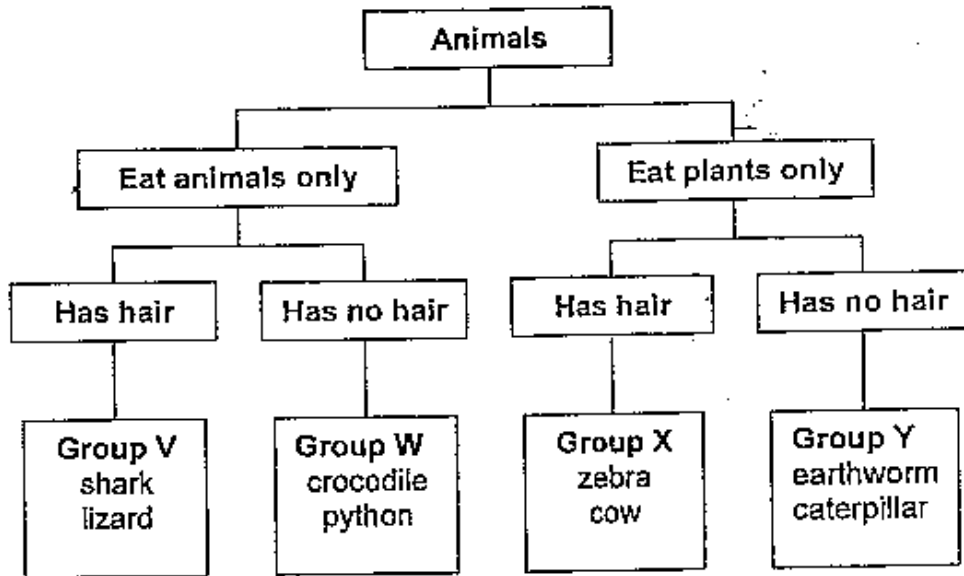 Animals
Eat animals only
Eat plants only
Has hair
Has no hair
Has hair
Has no hair
Group V
shark
lizard
Group W
crocodile
python
Group X
zebra
cow
Group Y
earthworm
caterpillar